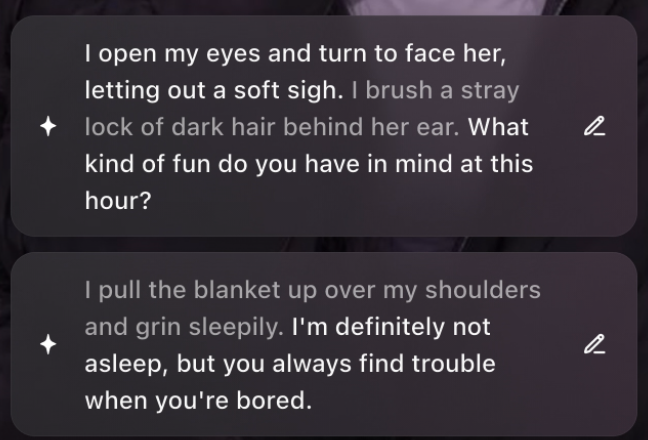 I open my eyes and turn to face her,
letting out a soft sigh. I brush a stray
lock of dark hair behind her ear. What
kind of fun do you have in mind at this
hour?
I pull the blanket up over my shoulders
and grin sleepily. I'm definitely not
asleep, but you always find trouble
when you're bored.